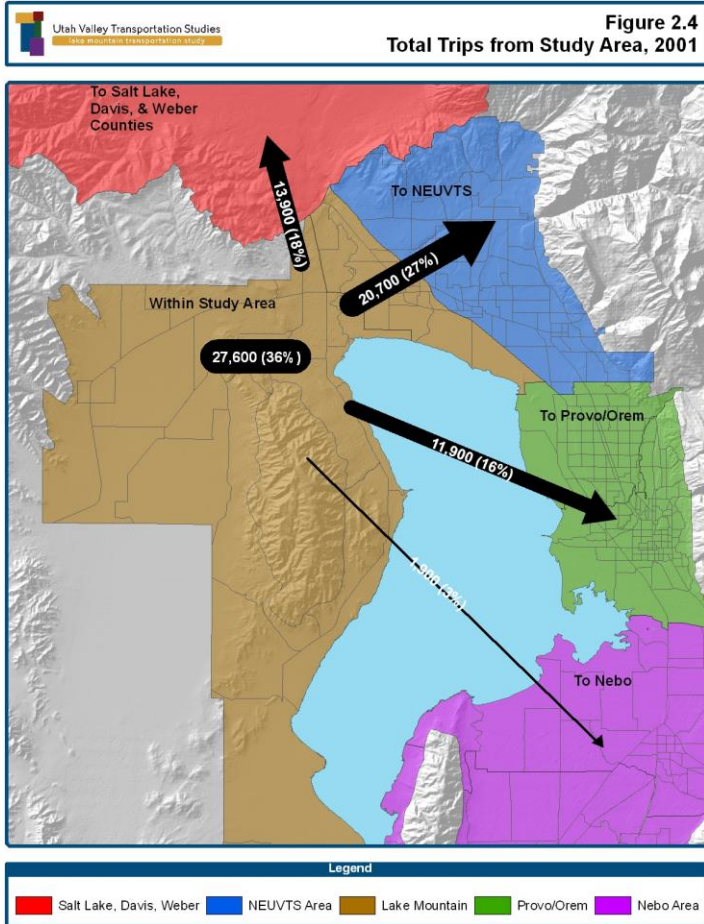 Utah Valley Transportation Studies
lake mountain transportation study
Figure 2.4
Total Trips from Study Area, 2001
To Salt Lake,
Davis, & Weber
Counties
13,900 (18%)
To NEUVTS
20,700 (27%)
Within Study Area
27,600 (36%)
To Provo/Orem
11,900 (16%)
1,900 (3%)
To Nebo
Legend
Salt Lake, Davis, Weber
NEUVTS Area
Lake Mountain
Provo/Orem
Nebo Area